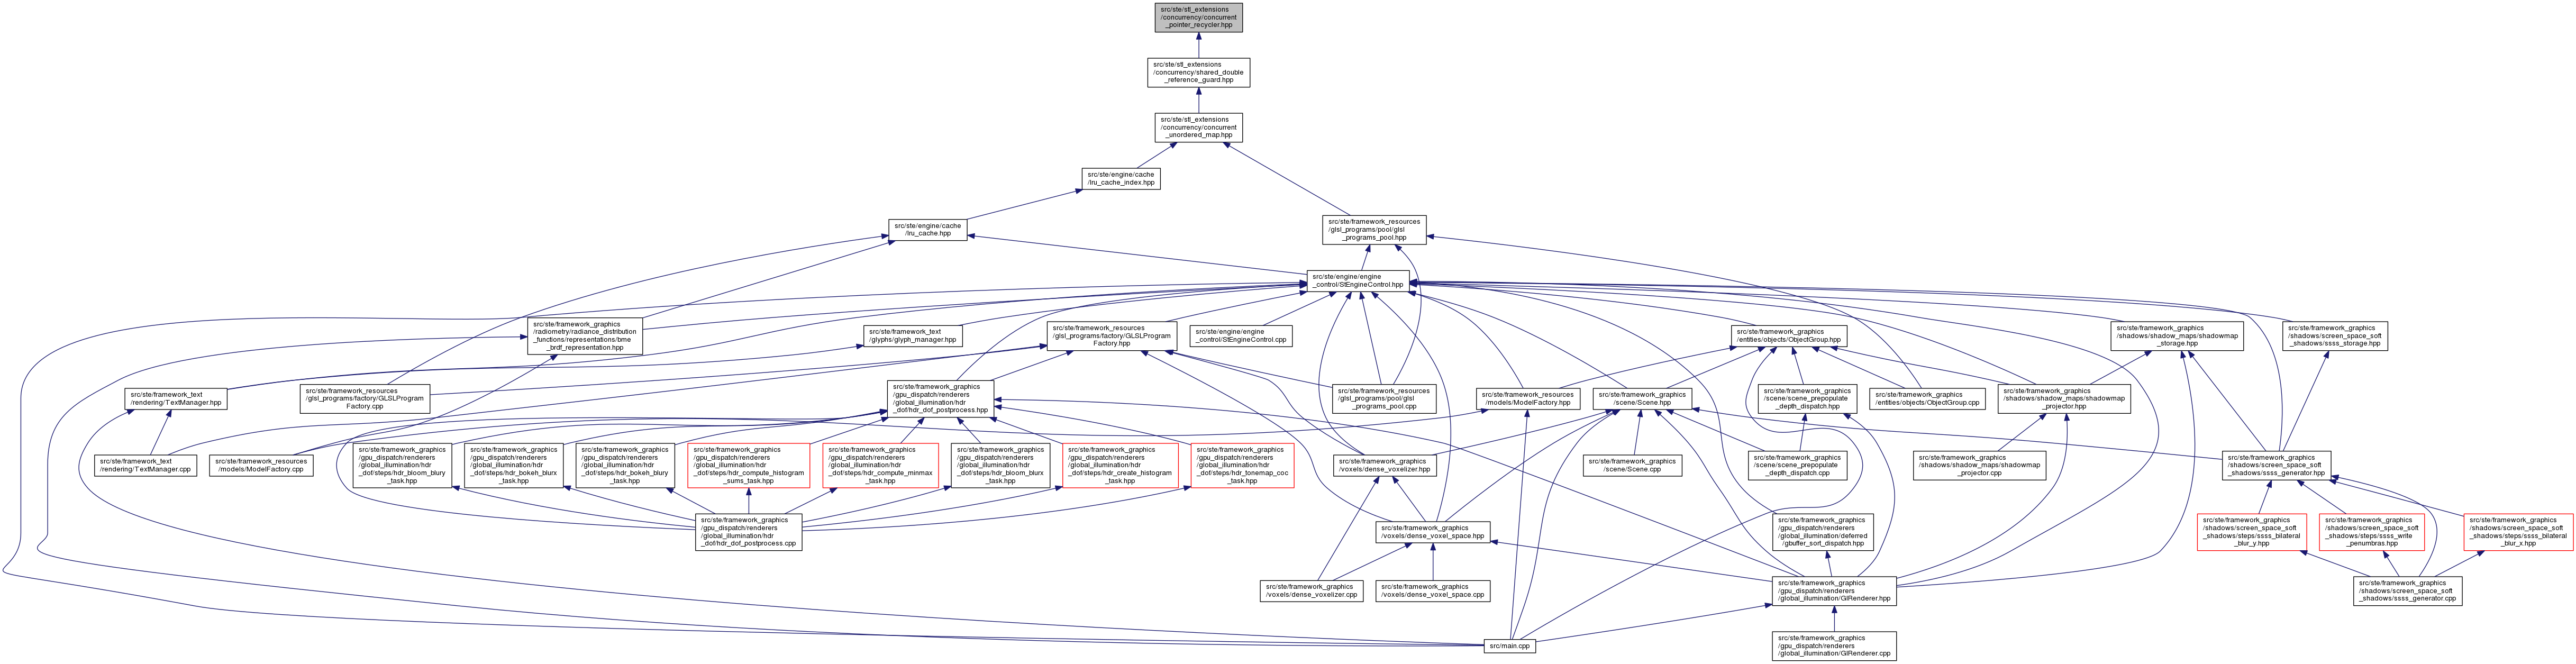 src/ste/stl_extensions
/concurrency/concurrent
_pointer_recycler.hpp
src/ste/stl_extensions
/concurrency/shared_double
_reference_guard.hpp
src/ste/stl_extensions
/concurrency/concurrent
_unordered_map.hpp
src/ste/engine/cache
/lru_cache_index.hpp
src/ste/engine/cache
/lru_cache.hpp
src/ste/framework_resources
/glsl_programs/pool/glsl
_programs_pool.hpp
src/ste/engine/engine
_control/StEngineControl.hpp
src/ste/framework_graphics
/radiometry/radiance_distribution
_functions/representations/bme
_brdf_representation.hpp
src/ste/framework_text
/glyphs/glyph_manager.hpp
src/ste/framework_resources
/glsl_programs/factory/GLSLProgram
Factory.hpp
src/ste/engine/engine
_control/StEngineControl.cpp
src/ste/framework_graphics
/entities/objects/ObjectGroup.hpp
src/ste/framework_graphics
/shadows/shadow_maps/shadowmap
_storage.hpp
src/ste/framework_graphics
/shadows/screen_space_soft
_shadows/ssss_storage.hpp
src/ste/framework_text
/rendering/TextManager.hpp
src/ste/framework_resources
/glsl_programs/factory/GLSLProgram
Factory.cpp
src/ste/framework_graphics
/gpu_dispatch/renderers
/global_illumination/hdr
_dof/hdr_dof_postprocess.hpp
src/ste/framework_resources
/glsl_programs/pool/glsl
_programs_pool.cpp
src/ste/framework_resources
/models/ModelFactory.hpp
src/ste/framework_graphics
/scene/Scene.hpp
src/ste/framework_graphics
/scene/scene_prepopulate
_depth_dispatch.hpp
src/ste/framework_graphics
/entities/objects/ObjectGroup.cpp
src/ste/framework_graphics
/shadows/shadow_maps/shadowmap
_projector.hpp
src/ste/framework_text
/rendering/TextManager.cpp
src/ste/framework_resources
/models/ModelFactory.cpp
src/ste/framework_graphics
/gpu_dispatch/renderers
/global_illumination/hdr
_dof/steps/hdr_bloom_blury
_task.hpp
src/ste/framework_graphics
/gpu_dispatch/renderers
/global_illumination/hdr
_dof/steps/hdr_bokeh_blurx
_task.hpp
src/ste/framework_graphics
/gpu_dispatch/renderers
/global_illumination/hdr
_dof/steps/hdr_bokeh_blury
_task.hpp
src/ste/framework_graphics
/gpu_dispatch/renderers
/global_illumination/hdr
_dof/steps/hdr_compute_histogram
_sums_task.hpp
src/ste/framework_graphics
/gpu_dispatch/renderers
/global_illumination/hdr
_dof/steps/hdr_compute_minmax
_task.hpp
src/ste/framework_graphics
/gpu_dispatch/renderers
/global_illumination/hdr
_dof/steps/hdr_bloom_blurx
_task.hpp
src/ste/framework_graphics
/gpu_dispatch/renderers
/global_illumination/hdr
_dof/steps/hdr_create_histogram
_task.hpp
src/ste/framework_graphics
/gpu_dispatch/renderers
/global_illumination/hdr
_dof/steps/hdr_tonemap_coc
_task.hpp
src/ste/framework_graphics
/voxels/dense_voxelizer.hpp
src/ste/framework_graphics
/scene/Scene.cpp
src/ste/framework_graphics
/scene/scene_prepopulate
_depth_dispatch.cpp
src/ste/framework_graphics
/shadows/shadow_maps/shadowmap
_projector.cpp
src/ste/framework_graphics
/shadows/screen_space_soft
_shadows/ssss_generator.hpp
src/ste/framework_graphics
/gpu_dispatch/renderers
/global_illumination/hdr
_dof/hdr_dof_postprocess.cpp
src/ste/framework_graphics
/voxels/dense_voxel_space.hpp
src/ste/framework_graphics
/gpu_dispatch/renderers
/global_illumination/deferred
/gbuffer_sort_dispatch.hpp
src/ste/framework_graphics
/shadows/screen_space_soft
_shadows/steps/ssss_bilateral
_blur_y.hpp
src/ste/framework_graphics
/shadows/screen_space_soft
_shadows/steps/ssss_write
_penumbras.hpp
src/ste/framework_graphics
/shadows/screen_space_soft
_shadows/steps/ssss_bilateral
_blur_x.hpp
src/ste/framework_graphics
/voxels/dense_voxelizer.cpp
src/ste/framework_graphics
/voxels/dense_voxel_space.cpp
src/ste/framework_graphics
/gpu_dispatch/renderers
/global_illumination/GIRenderer.hpp
src/ste/framework_graphics
/shadows/screen_space_soft
_shadows/ssss_generator.cpp
src/main.cpp
src/ste/framework_graphics
/gpu_dispatch/renderers
/global_illumination/GIRenderer.cpp